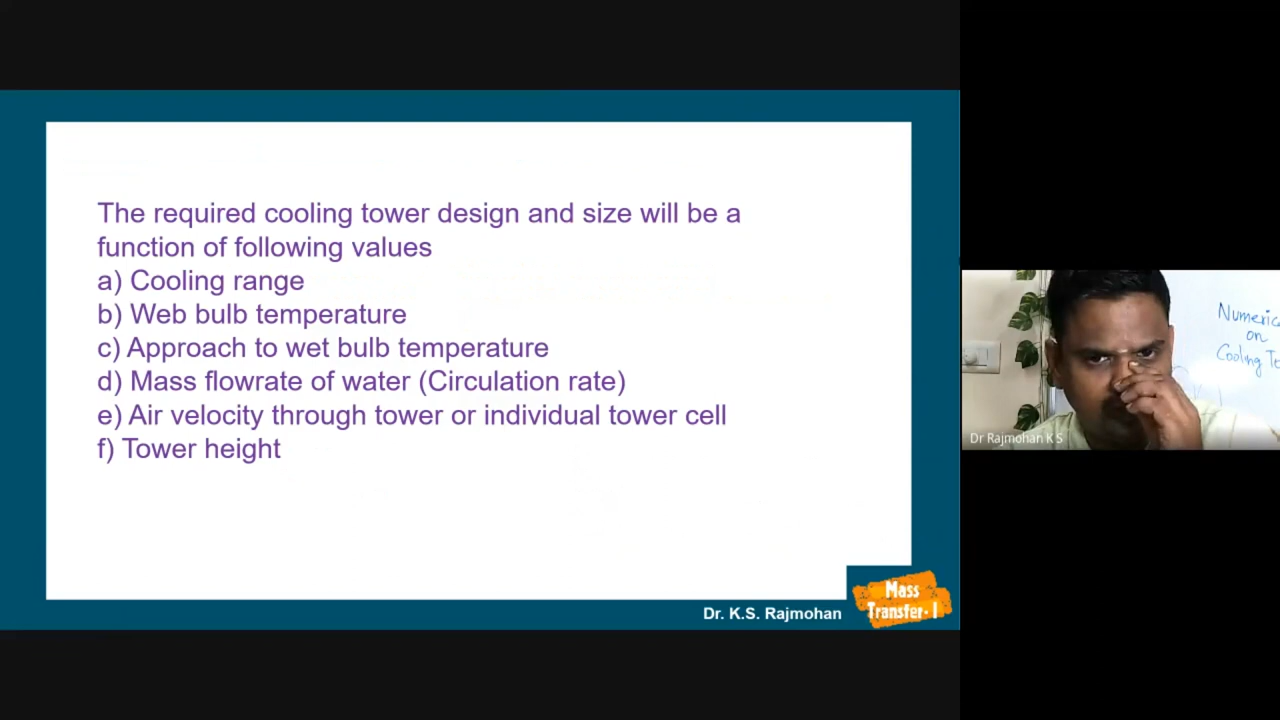 The required cooling tower design and size will be a
function of following values
a) Cooling range
b) Web bulb temperature
c) Approach to wet bulb temperature
d) Mass flowrate of water (Circulation rate)
e) Air velocity through tower or individual tower cell
f) Tower height
Dr. K.S. Rajmohan
Mass
Transfer-I
Numeric
on
Cooling Te
Dr Rajmohan K S